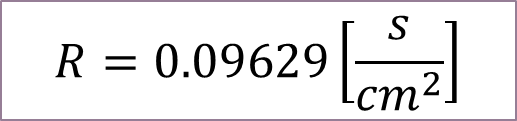 R = 0.09629 [s/cm²]